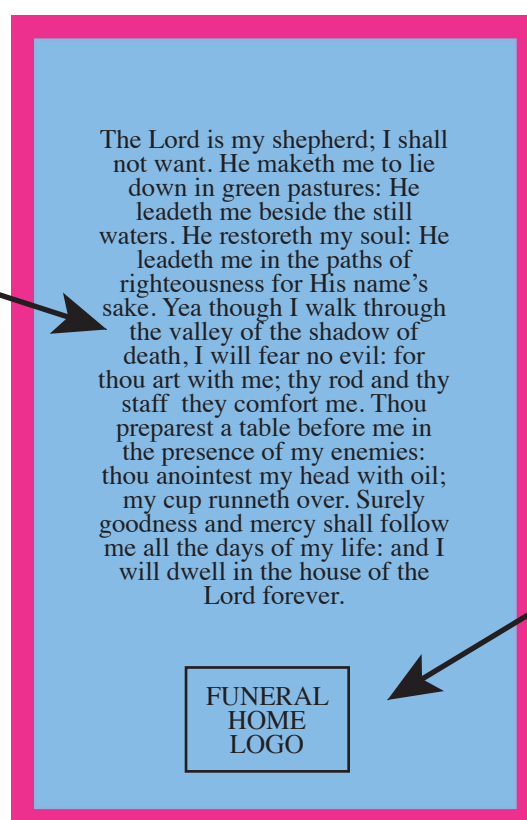 The Lord is my shepherd; I shall
not want. He maketh me to lie
down in green pastures: He
leadeth me beside the still
waters. He restoreth my soul: He
leadeth me in the paths of
righteousness for His name’s
sake. Yea though I walk through
the valley of the shadow of
death, I will fear no evil: for
thou art with me; thy rod and thy
staff  they comfort me. Thou
preparest a table before me in
the presence of my enemies:
thou anointest my head with oil;
my cup runneth over. Surely
goodness and mercy shall follow
me all the days of my life: and I
will dwell in the house of the
Lord forever.
FUNERAL
HOME
LOGO